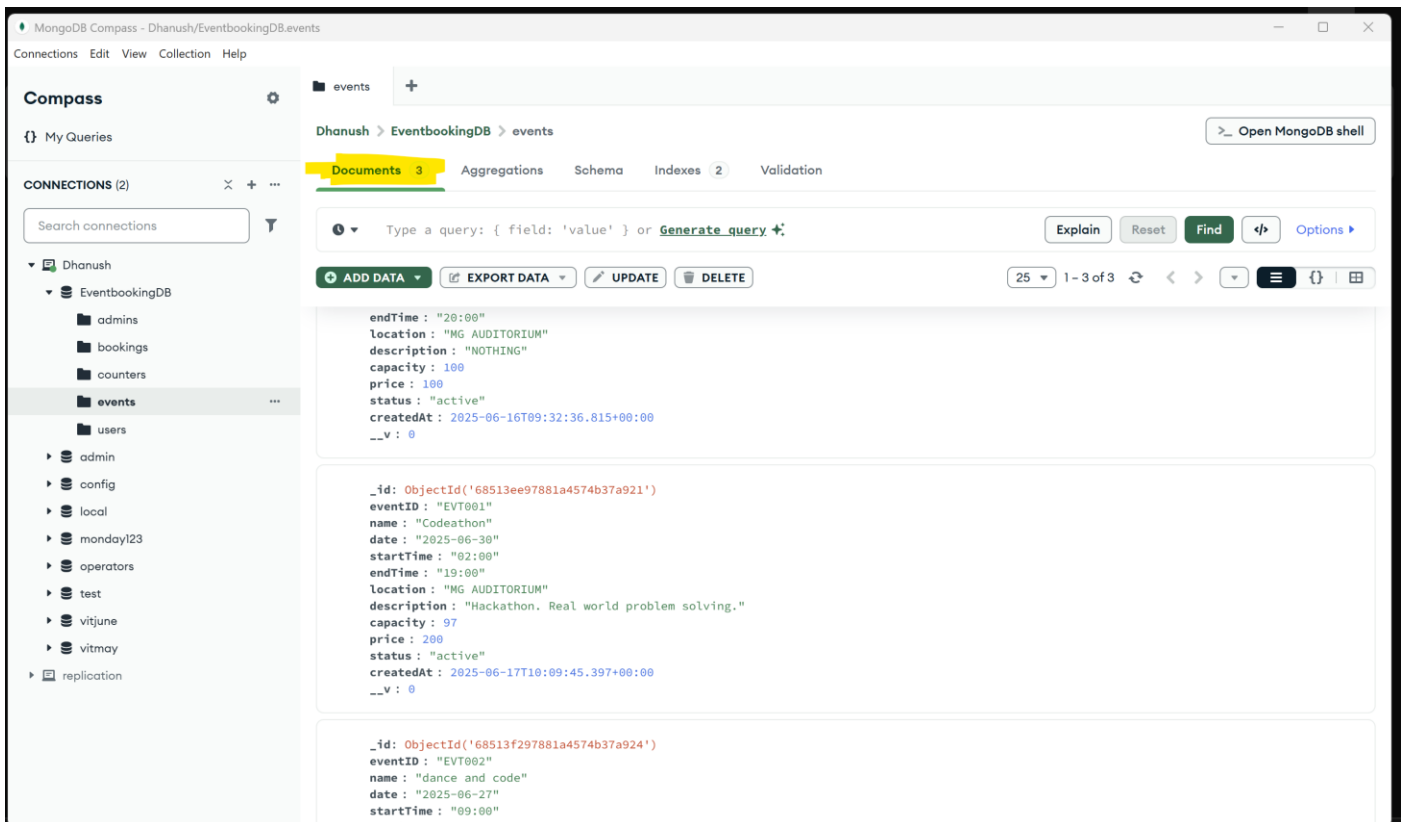 MongoDB Compass - Dhanush/EventbookingDB.events
Connections Edit View Collection Help
Compass
{} My Queries
CONNECTIONS (2)
Search connections
Dhanush
EventbookingDB
admins
bookings
counters
events
users
admin
config
local
monday123
operators
test
vitjune
vitmay
replication
events
Dhanush > EventbookingDB > events
>_ Open MongoDB shell
Documents 3 Aggregations Schema Indexes 2 Validation
Type a query: { field: 'value' } or Generate query
Explain Reset Find </> Options
ADD DATA EXPORT DATA UPDATE DELETE
25 1 – 3 of 3 {}
endTime : "20:00"
location : "MG AUDITORIUM"
description : "NOTHING"
capacity : 100
price : 100
status : "active"
createdAt : 2025-06-16T09:32:36.815+00:00
__v : 0
_id: ObjectId('68513ee97881a4574b37a921')
eventID : "EVT001"
name : "Codeathon"
date : "2025-06-30"
startTime : "02:00"
endTime : "19:00"
location : "MG AUDITORIUM"
description : "Hackathon. Real world problem solving."
capacity : 97
price : 200
status : "active"
createdAt : 2025-06-17T10:09:45.397+00:00
__v : 0
_id: ObjectId('68513f297881a4574b37a924')
eventID : "EVT002"
name : "dance and code"
date : "2025-06-27"
startTime : "09:00"